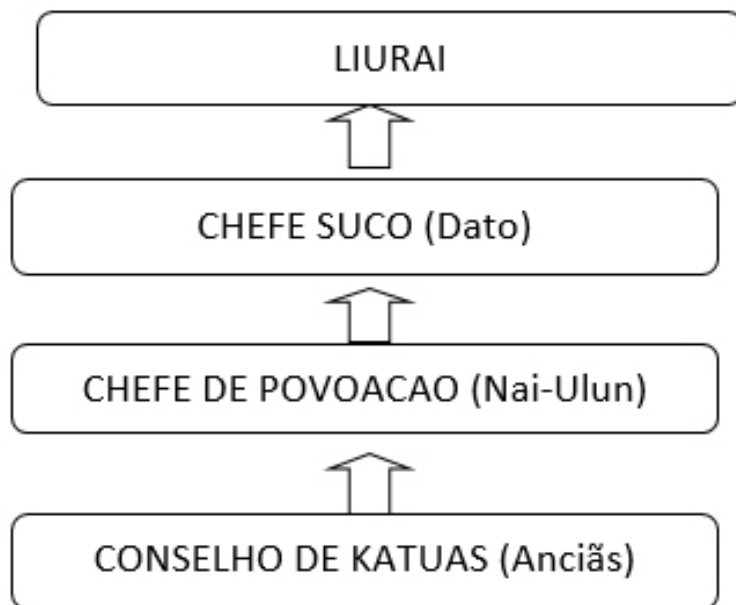 LIURAI
CHEFE SUCO (Dato)
CHEFE DE POVOACAO (Nai-Ulun)
CONSELHO DE KATUAS (Anciãs)